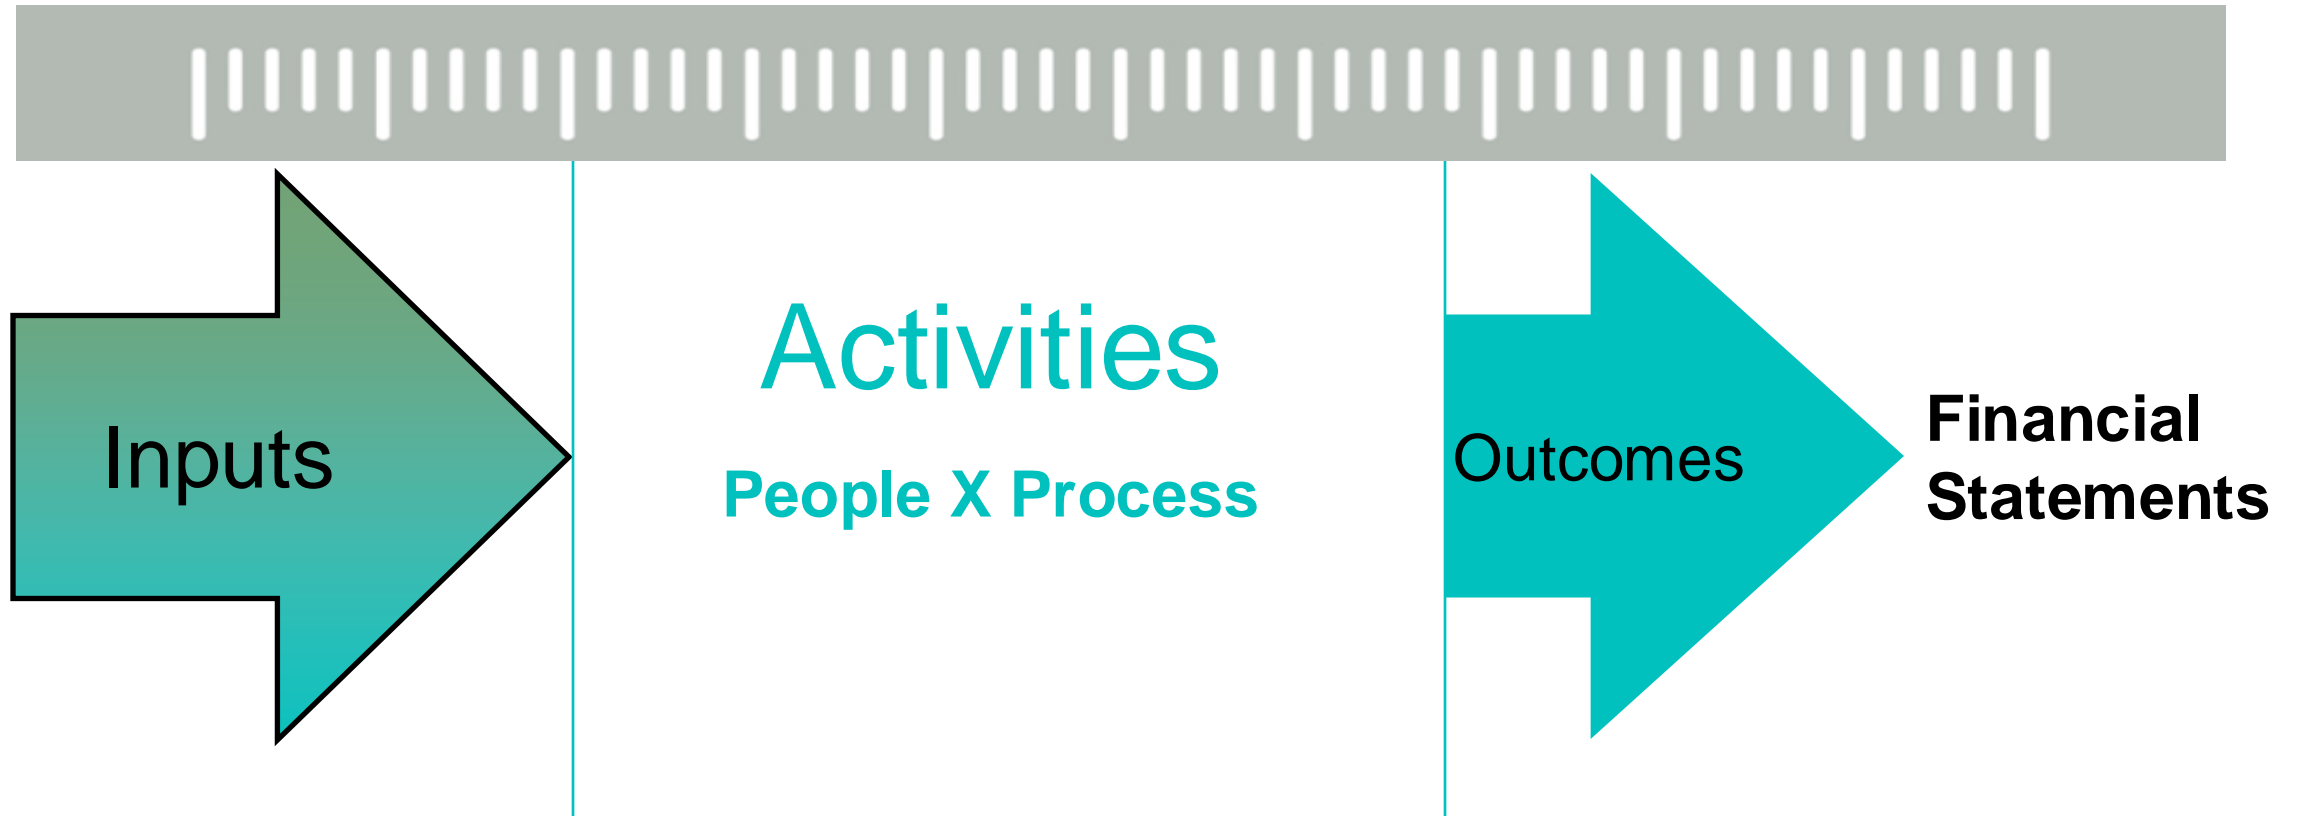 Inputs
Activities
People X Process
Outcomes
Financial
Statements